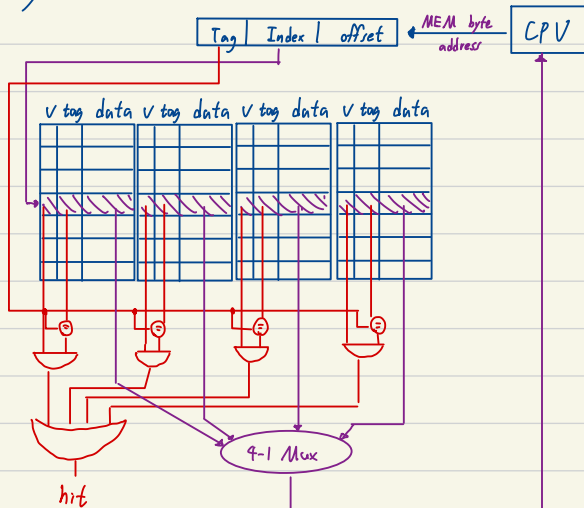 MEM byte
address
CPU
Tag Index offset
V tag data V tag data V tag data V tag data
= = = =
4-1 Mux
hit